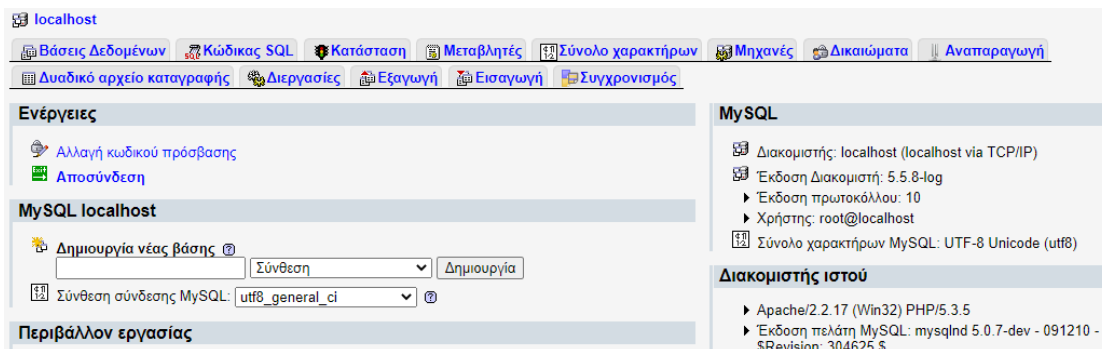 localhost
Βάσεις Δεδομένων Κώδικας SQL Κατάσταση Μεταβλητές Σύνολο χαρακτήρων Μηχανές Δικαιώματα Αναπαραγωγή
Δυαδικό αρχείο καταγραφής Διεργασίες Εξαγωγή Εισαγωγή Συγχρονισμός
Ενέργειες
Αλλαγή κωδικού πρόσβασης
Αποσύνδεση
MySQL localhost
Δημιουργία νέας βάσης
Σύνθεση Δημιουργία
Σύνθεση σύνδεσης MySQL: utf8_general_ci
Περιβάλλον εργασίας
MySQL
Διακομιστής: localhost (localhost via TCP/IP)
Έκδοση Διακομιστή: 5.5.8-log
Έκδοση πρωτοκόλλου: 10
Χρήστης: root@localhost
Σύνολο χαρακτήρων MySQL: UTF-8 Unicode (utf8)
Διακομιστής ιστού
Apache/2.2.17 (Win32) PHP/5.3.5
Έκδοση πελάτη MySQL: mysqlnd 5.0.7-dev - 091210 -
$Revision: 304625 $